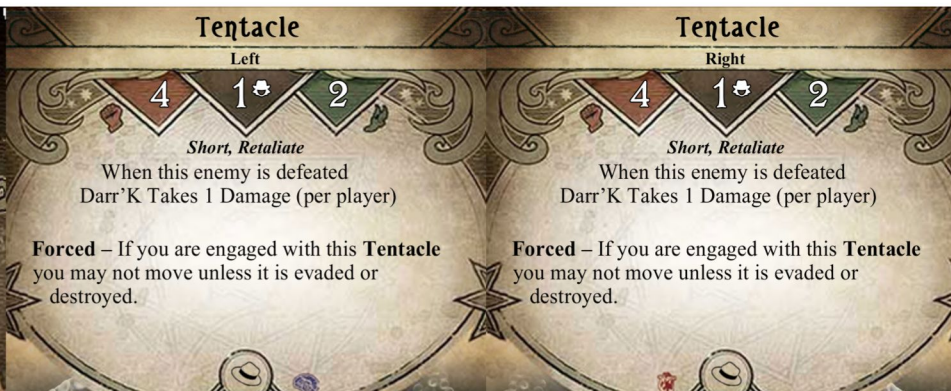 Tentacle
Left
4 1 2
Short, Retaliate
When this enemy is defeated
Darr'K Takes 1 Damage (per player)
Forced – If you are engaged with this Tentacle
you may not move unless it is evaded or
destroyed.
Tentacle
Right
4 1 2
Short, Retaliate
When this enemy is defeated
Darr'K Takes 1 Damage (per player)
Forced – If you are engaged with this Tentacle
you may not move unless it is evaded or
destroyed.